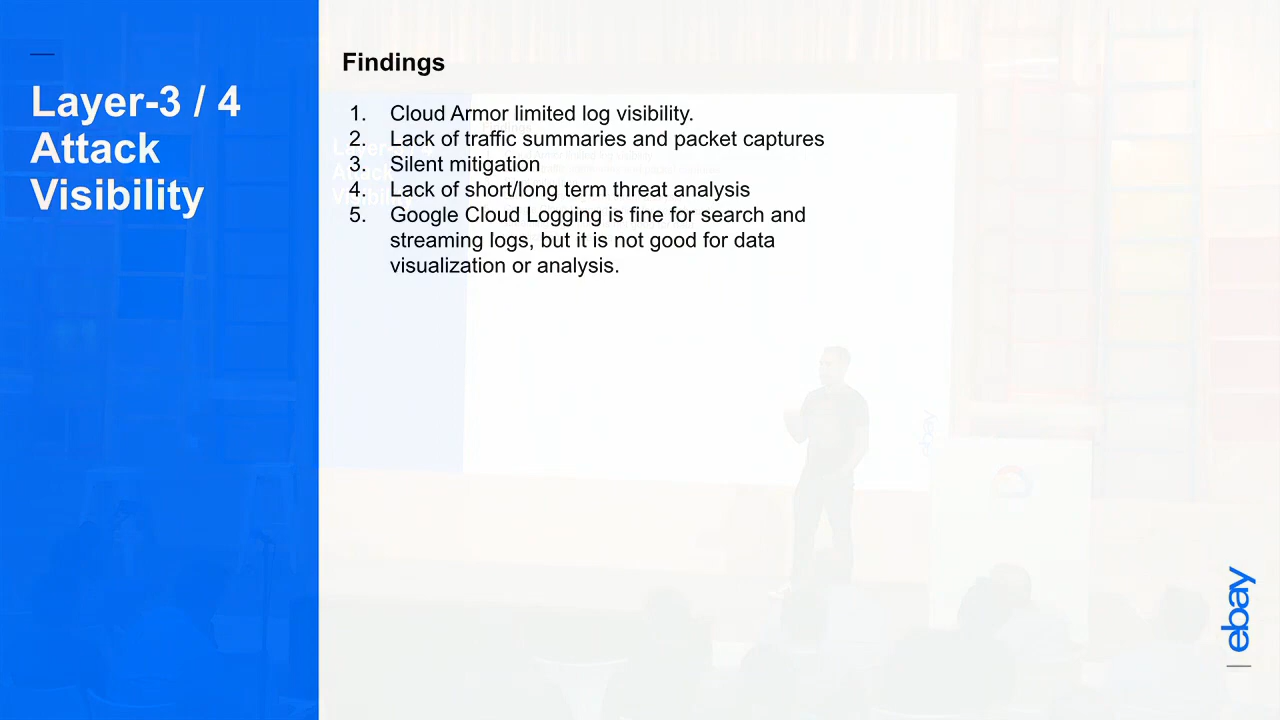 Layer-3 / 4
Attack
Visibility
Findings
1. Cloud Armor limited log visibility.
2. Lack of traffic summaries and packet captures
3. Silent mitigation
4. Lack of short/long term threat analysis
5. Google Cloud Logging is fine for search and
streaming logs, but it is not good for data
visualization or analysis.
ebay